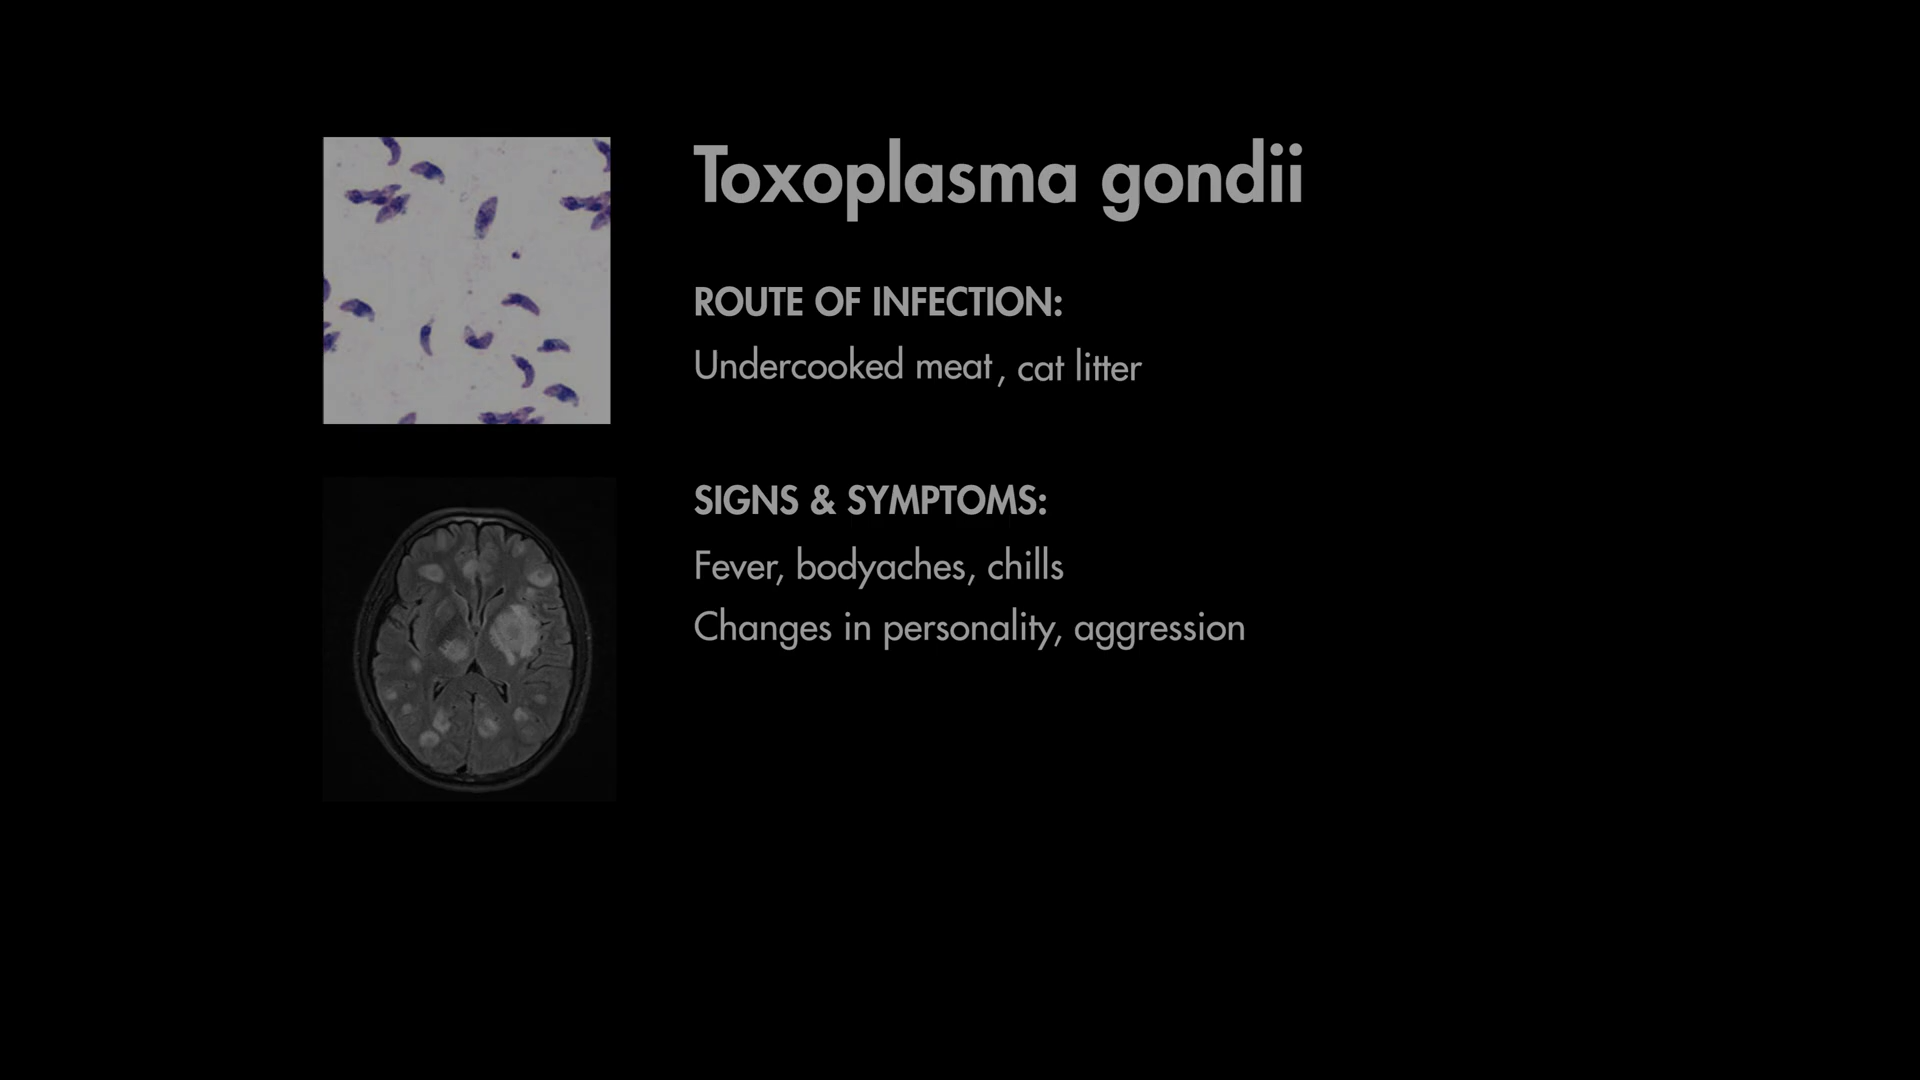 Toxoplasma gondii
ROUTE OF INFECTION:
Undercooked meat, cat litter
SIGNS & SYMPTOMS:
Fever, bodyaches, chills
Changes in personality, aggression